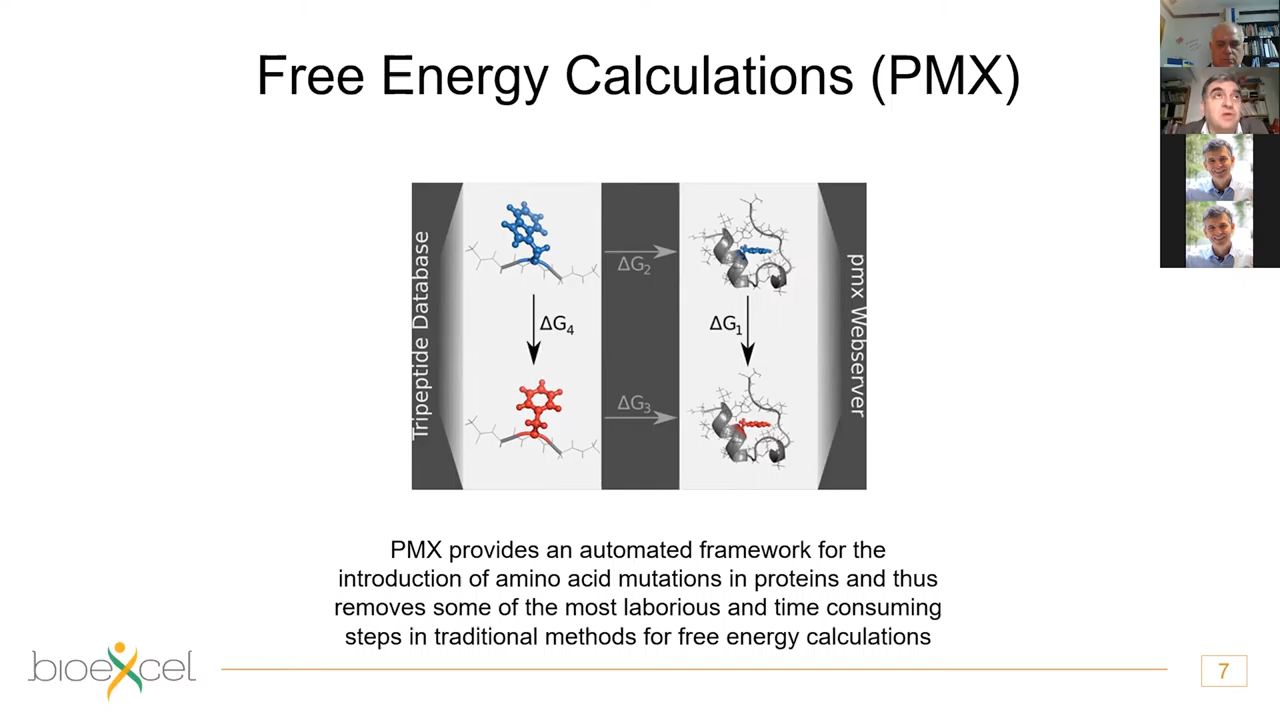 Free Energy Calculations (PMX)
Tripeptide Database
ΔG2
ΔG4
ΔG1
ΔG3
pmx Webserver
PMX provides an automated framework for the
introduction of amino acid mutations in proteins and thus
removes some of the most laborious and time consuming
steps in traditional methods for free energy calculations
bioexcel
7